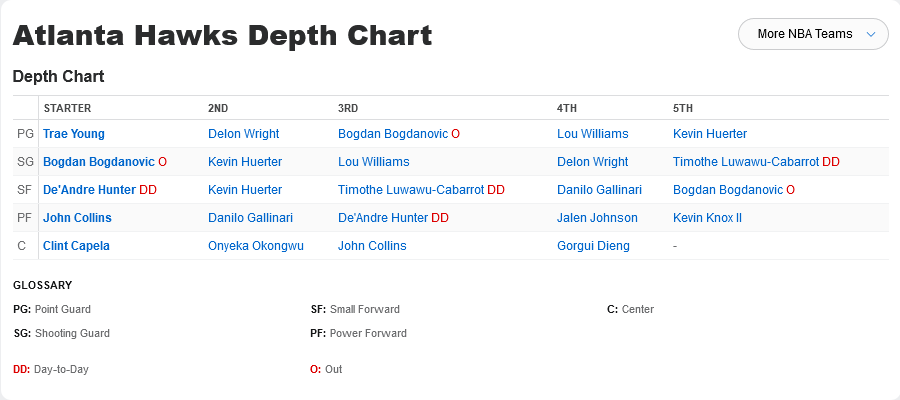 Atlanta Hawks Depth Chart
More NBA Teams
Depth Chart
STARTER 2ND 3RD 4TH 5TH
PG Trae Young Delon Wright Bogdan Bogdanovic O Lou Williams Kevin Huerter
SG Bogdan Bogdanovic O Kevin Huerter Lou Williams Delon Wright Timothe Luwawu-Cabarrot DD
SF De'Andre Hunter DD Kevin Huerter Timothe Luwawu-Cabarrot DD Danilo Gallinari Bogdan Bogdanovic O
PF John Collins Danilo Gallinari De'Andre Hunter DD Jalen Johnson Kevin Knox II
C Clint Capela Onyeka Okongwu John Collins Gorgui Dieng -
GLOSSARY
PG: Point Guard SF: Small Forward C: Center
SG: Shooting Guard PF: Power Forward
DD: Day-to-Day O: Out